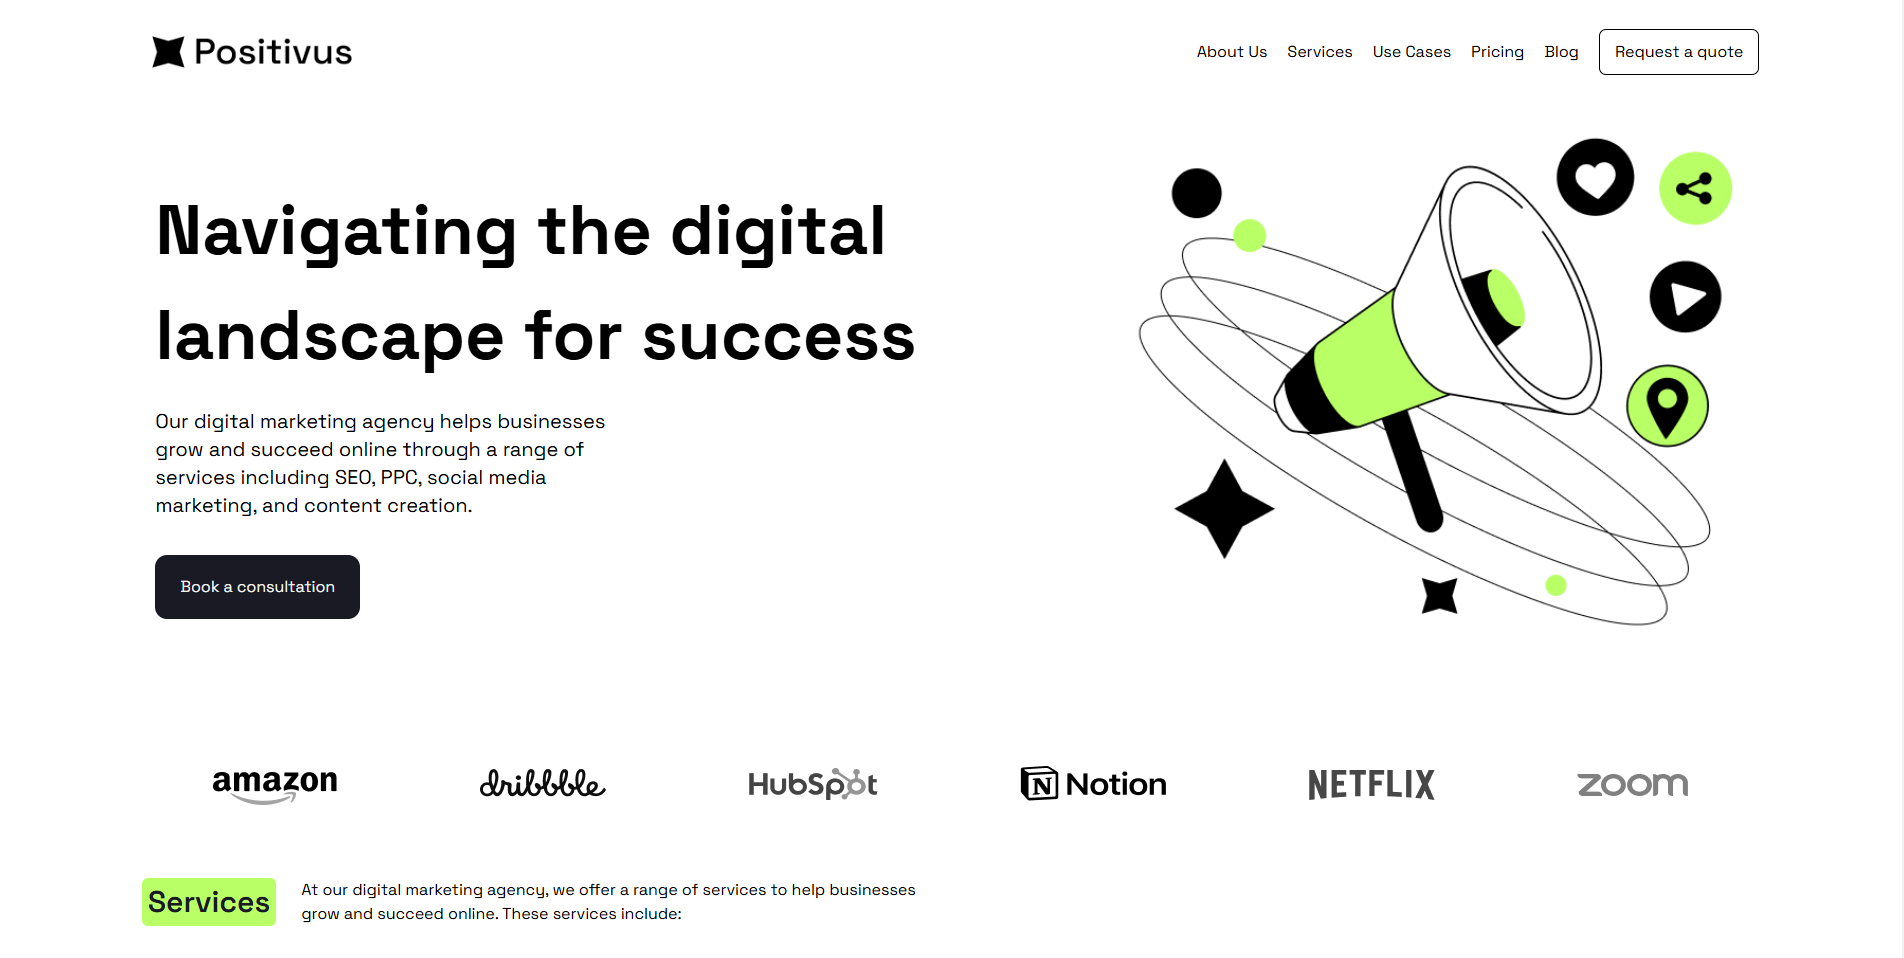 Positivus
About Us Services Use Cases Pricing Blog Request a quote
Navigating the digital
landscape for success
Our digital marketing agency helps businesses
grow and succeed online through a range of
services including SEO, PPC, social media
marketing, and content creation.
Book a consultation
amazon dribbble HubSpot N Notion NETFLIX zoom
Services
At our digital marketing agency, we offer a range of services to help businesses
grow and succeed online. These services include: